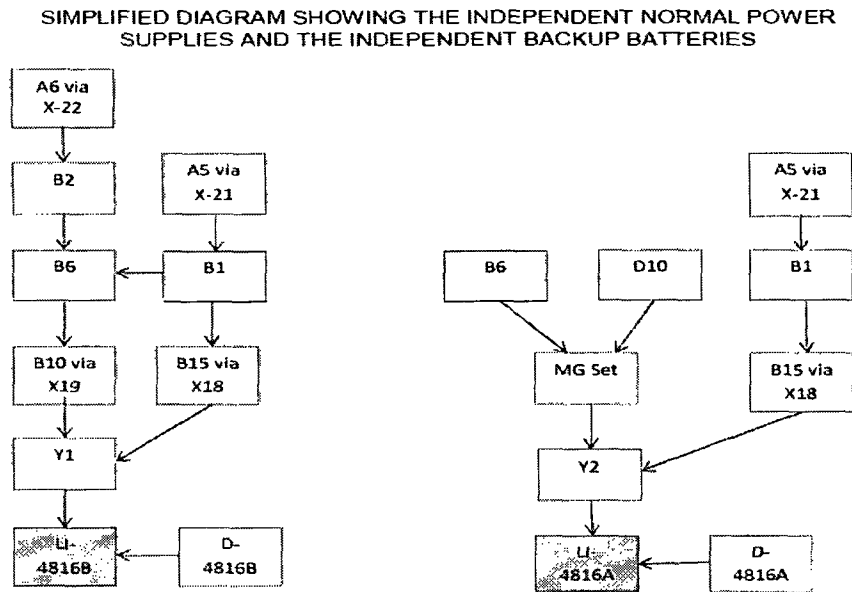 SIMPLIFIED DIAGRAM SHOWING THE INDEPENDENT NORMAL POWER
SUPPLIES AND THE INDEPENDENT BACKUP BATTERIES
A6 via
X-22
B2
A5 via
X-21
B6
B1
B10 via
X19
B15 via
X18
Y1
LI-
4816B
D-
4816B
A5 via
X-21
B6
D10
B1
MG Set
B15 via
X18
Y2
LI-
4816A
D-
4816A